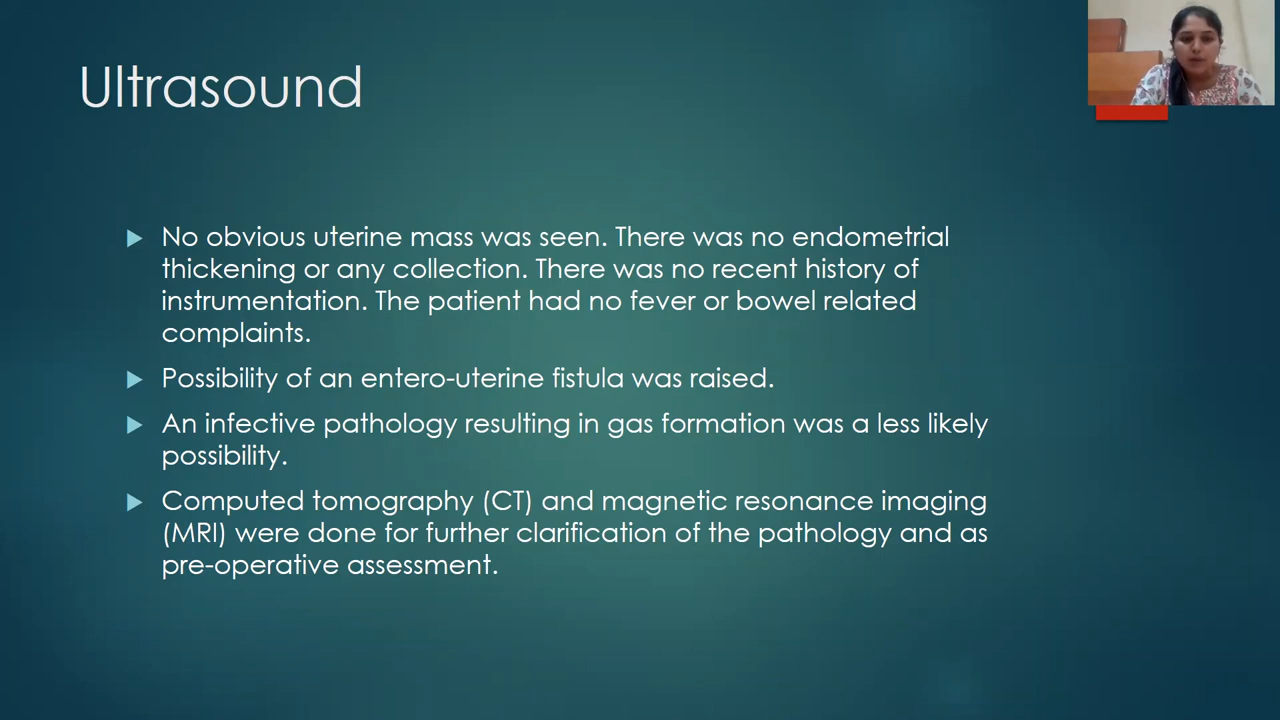 Ultrasound
No obvious uterine mass was seen. There was no endometrial
thickening or any collection. There was no recent history of
instrumentation. The patient had no fever or bowel related
complaints.
Possibility of an entero-uterine fistula was raised.
An infective pathology resulting in gas formation was a less likely
possibility.
Computed tomography (CT) and magnetic resonance imaging
(MRI) were done for further clarification of the pathology and as
pre-operative assessment.